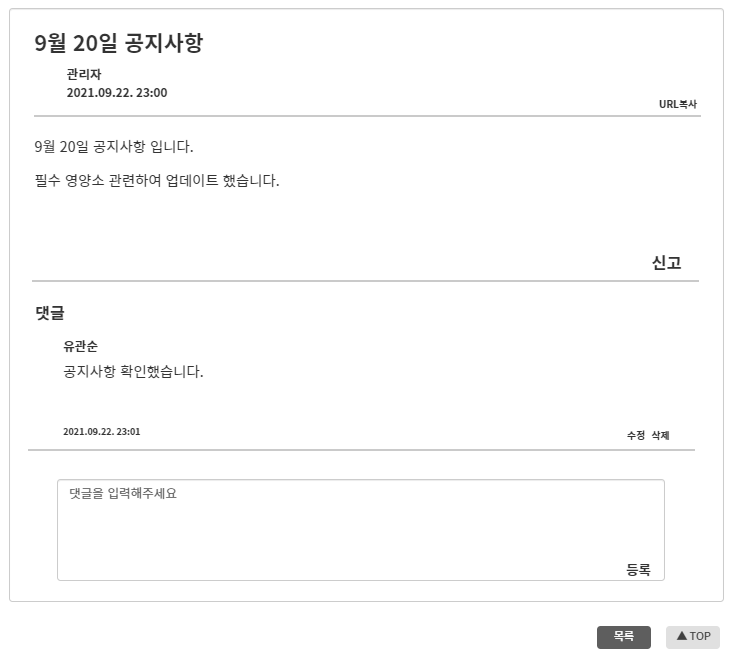 9월 20일 공지사항
관리자
2021.09.22. 23:00
URL복사
9월 20일 공지사항 입니다.
필수 영양소 관련하여 업데이트 했습니다.
신고
댓글
유관순
공지사항 확인했습니다.
2021.09.22. 23:01
수정 삭제
댓글을 입력해주세요
등록
목록 ▲TOP